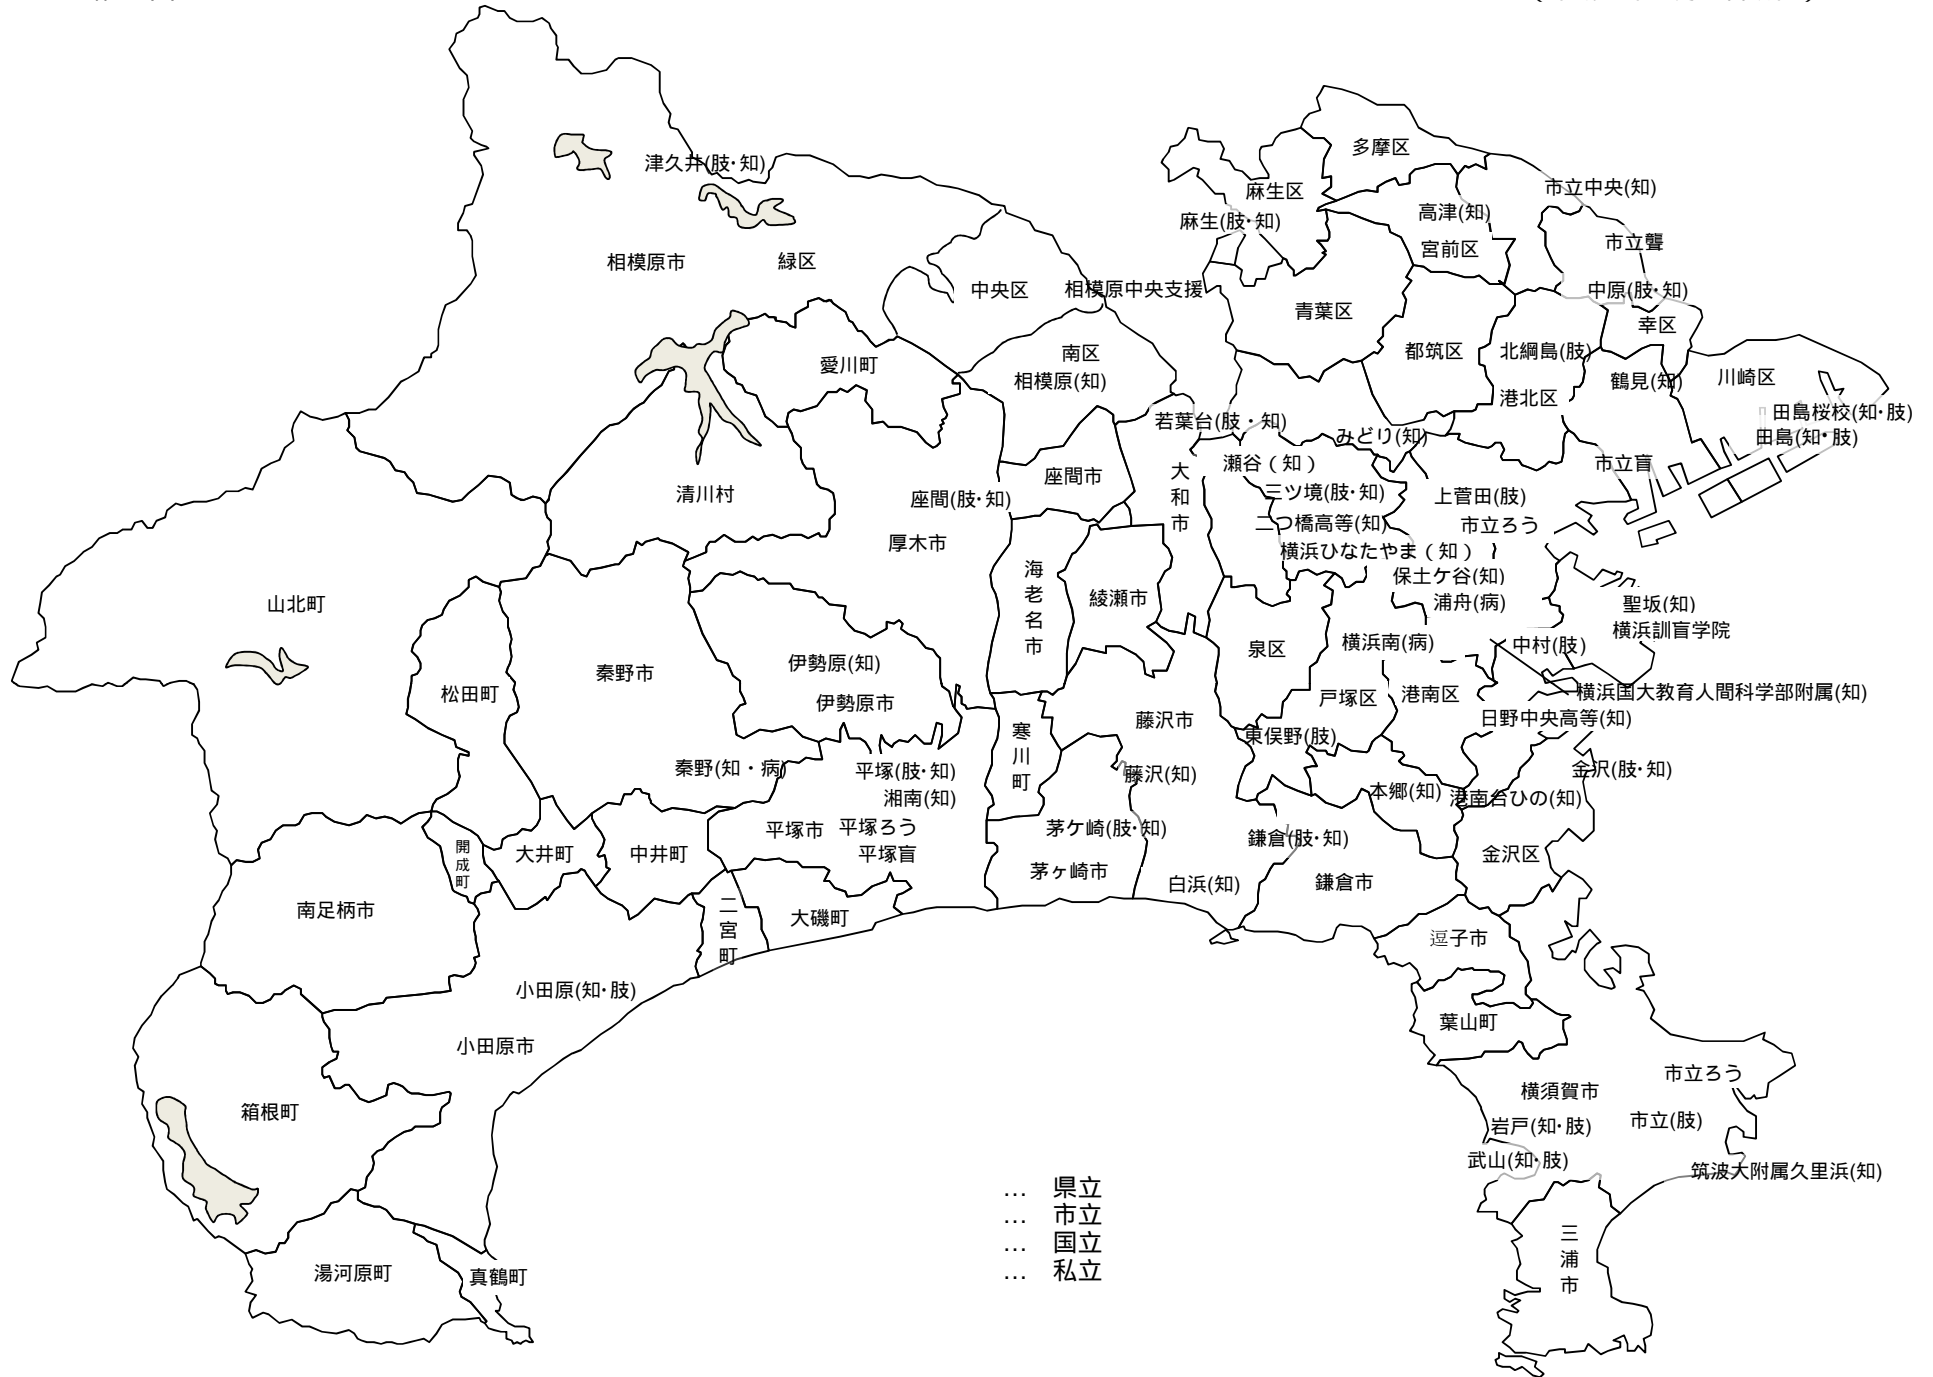 多摩区
津久井(肢・知)
市立中央(知)
麻生区
高津(知)
麻生(肢・知)
市立聾
宮前区
相模原市
緑区
中央区
相模原中央支援
中原(肢・知)
青葉区
幸区
南区
都筑区
北綱島(肢)
愛川町
相模原(知)
鶴見(知)
川崎区
港北区
田島桜校(知・肢)
若葉台(肢・知)
みどり(知)
田島(知・肢)
瀬谷(知)
市立盲
座間市
大和市
清川村
座間(肢・知)
三ツ境(肢・知)
上菅田(肢)
二つ橋高等(知)
市立ろう
厚木市
横浜ひなたやま(知)
海老名市
保土ケ谷(知)
綾瀬市
山北町
浦舟(病)
聖坂(知)
横浜訓盲学院
泉区
横浜南(病)
中村(肢)
伊勢原(知)
秦野市
松田町
伊勢原市
戸塚区
港南区
横浜国大教育人間科学部附属(知)
藤沢市
日野中央高等(知)
寒川町
東俣野(肢)
秦野(知・病)
平塚(肢・知)
藤沢(知)
金沢(肢・知)
湘南(知)
本郷(知)
港南台ひの(知)
平塚市
平塚ろう
茅ケ崎(肢・知)
鎌倉(肢・知)
開成町
大井町
中井町
平塚盲
金沢区
茅ヶ崎市
白浜(知)
鎌倉市
南足柄市
二宮町
大磯町
逗子市
小田原(知・肢)
葉山町
小田原市
市立ろう
横須賀市
箱根町
岩戸(知・肢)
市立(肢)
武山(知・肢)
筑波大附属久里浜(知)
… 県立
… 市立
… 国立
… 私立
三浦市
湯河原町
真鶴町